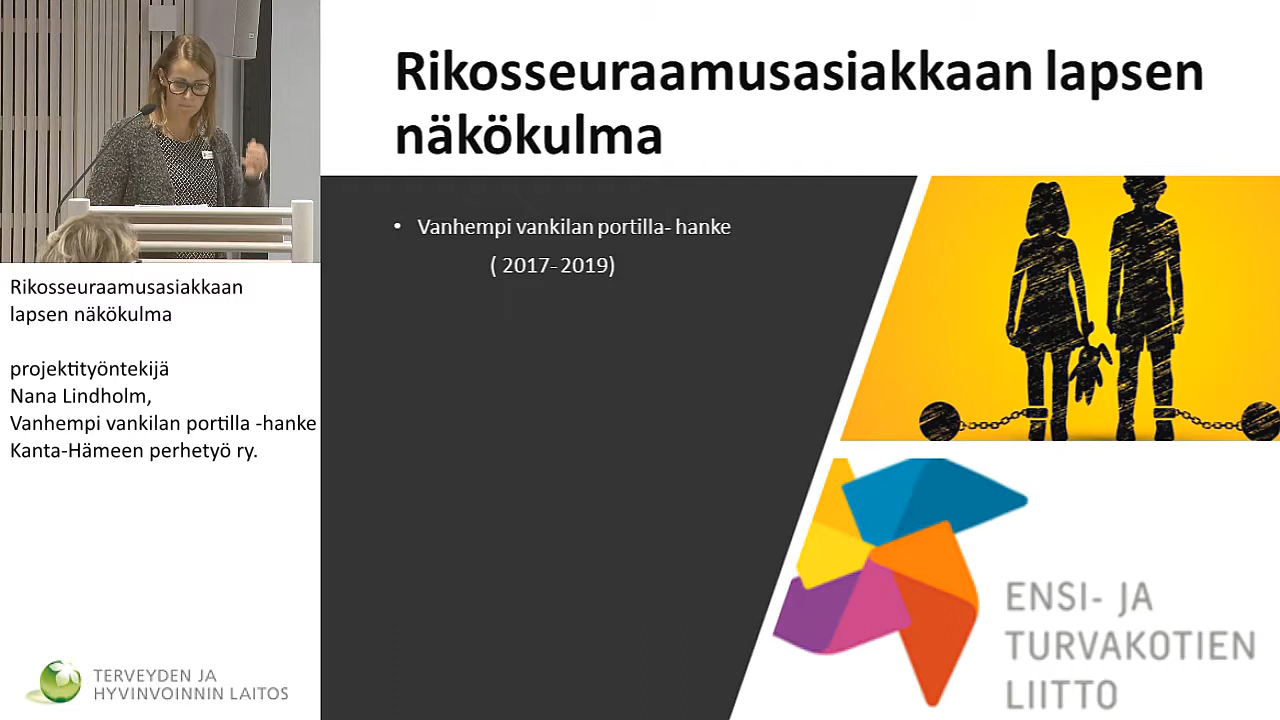 Rikosseuraamusasiakkaan lapsen
näkökulma
• Vanhempi vankilan portilla- hanke
( 2017- 2019)
Rikosseuraamusasiakkaan
lapsen näkökulma
projektityöntekijä
Nana Lindholm,
Vanhempi vankilan portilla -hanke
Kanta-Hämeen perhetyö ry.
TERVEYDEN JA
HYVINVOINNIN LAITOS
ENSI- JA
TURVAKOTIEN
LIITTO